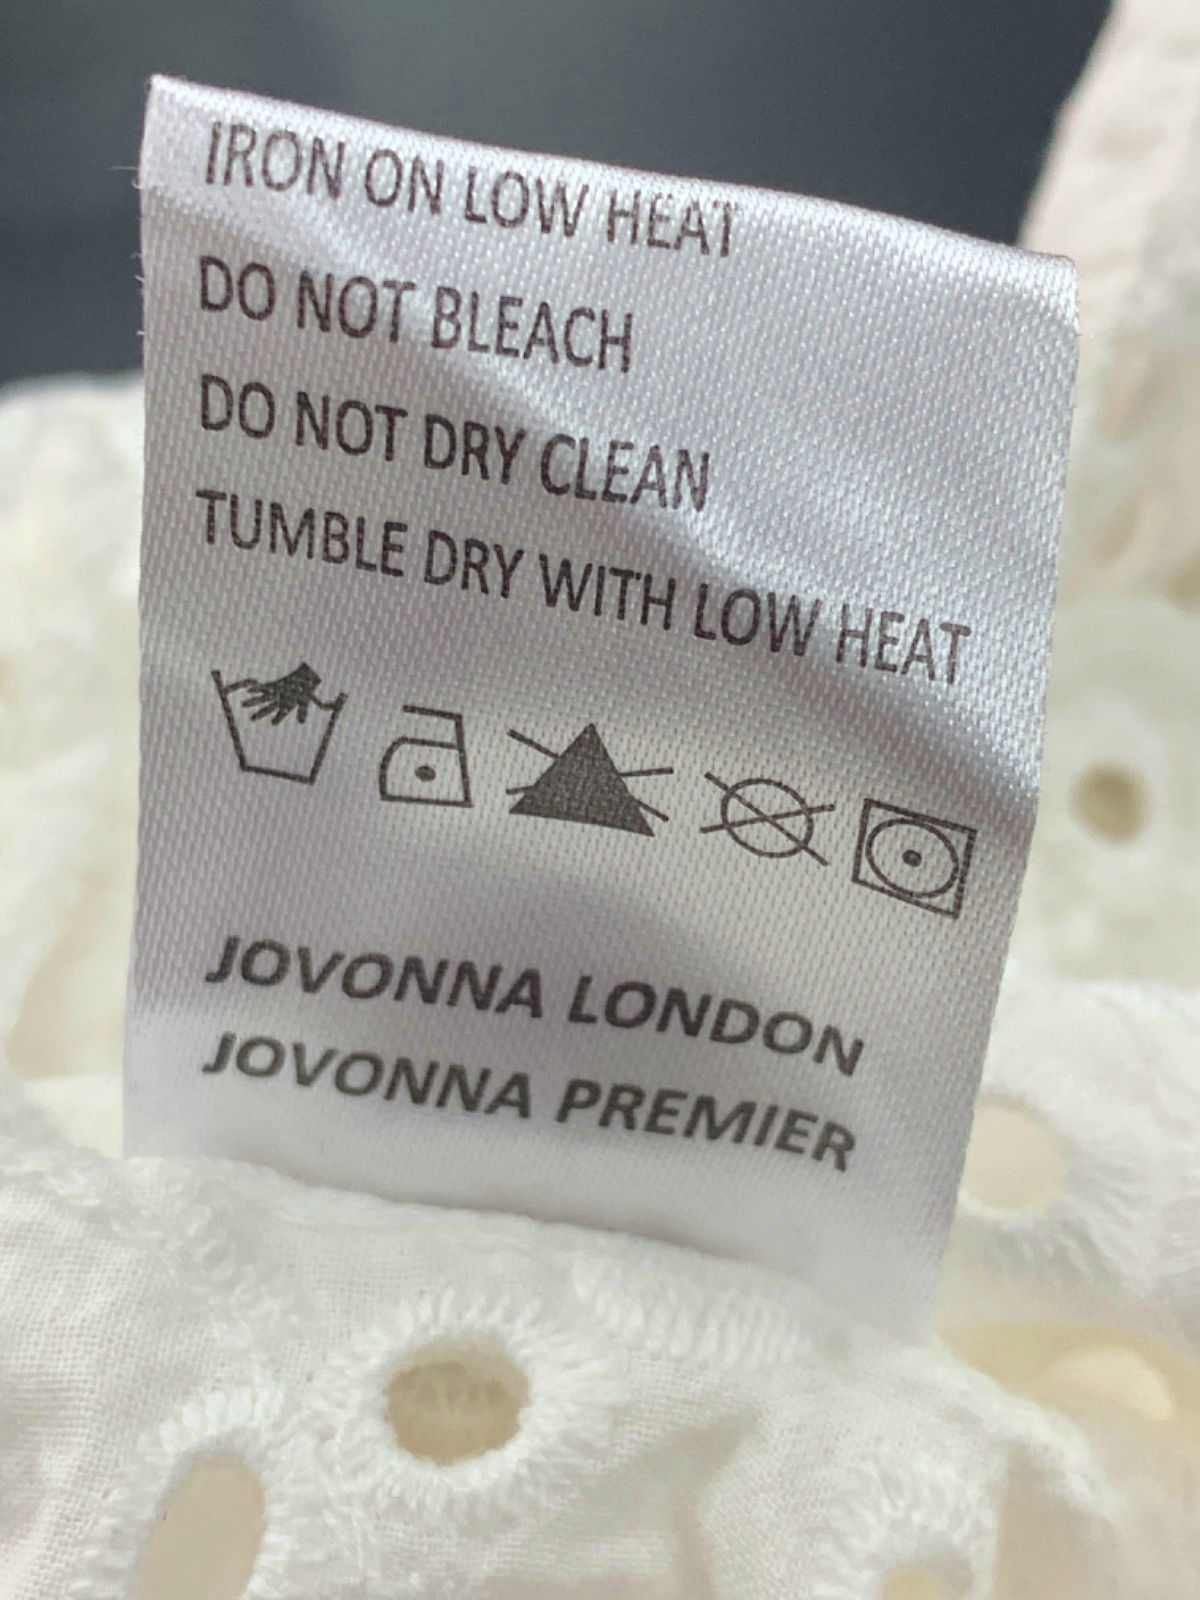 IRON ON LOW HEAT
DO NOT BLEACH
DO NOT DRY CLEAN
TUMBLE DRY WITH LOW HEAT
JOVONNA LONDON
JOVONNA PREMIER